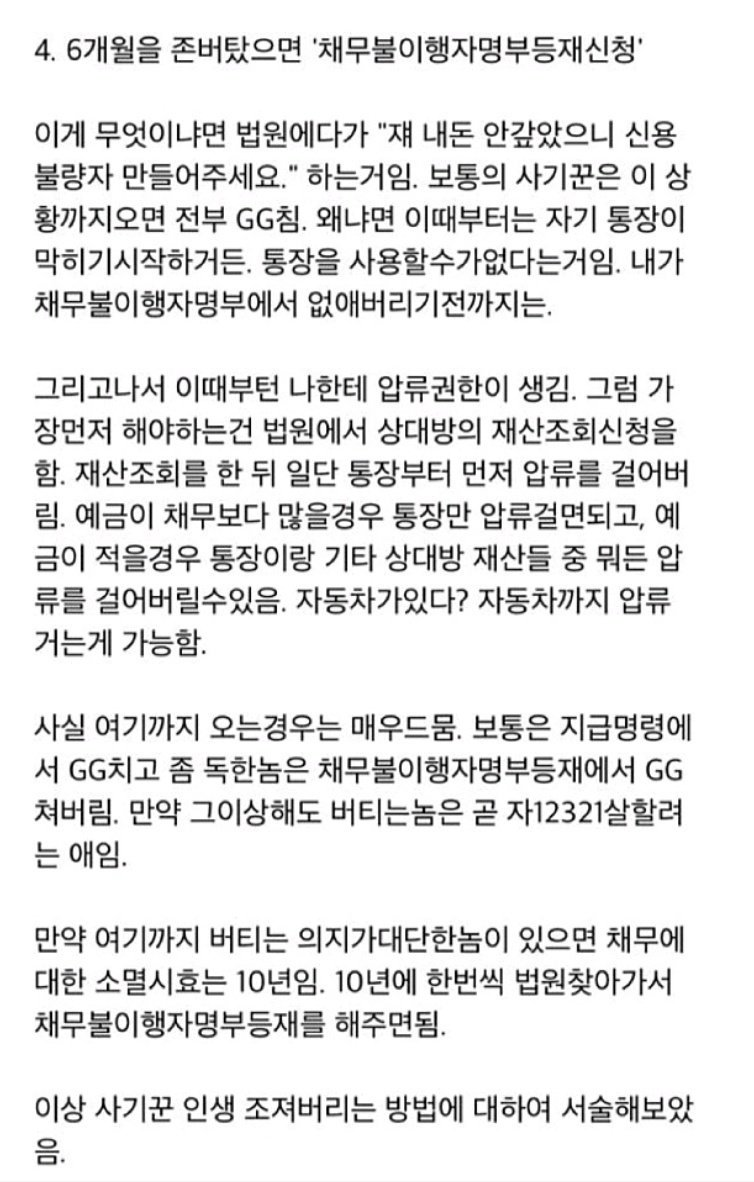 4. 6개월을 존버탔으면 '채무불이행자명부등재신청'
이게 무엇이냐면 법원에다가 "쟤 내돈 안갚았으니 신용
불량자 만들어주세요." 하는거임. 보통의 사기꾼은 이 상
황까지오면 전부 GG침. 왜냐면 이때부터는 자기 통장이
막히기시작하거든. 통장을 사용할수가없다는거임. 내가
채무불이행자명부에서 없애버리기전까지는.
그리고나서 이때부턴 나한테 압류권한이 생김. 그럼 가
장먼저 해야하는건 법원에서 상대방의 재산조회신청을
함. 재산조회를 한 뒤 일단 통장부터 먼저 압류를 걸어버
림. 예금이 채무보다 많을경우 통장만 압류걸면되고, 예
금이 적을경우 통장이랑 기타 상대방 재산들 중 뭐든 압
류를 걸어버릴수있음. 자동차가있다? 자동차까지 압류
거는게 가능함.
사실 여기까지 오는경우는 매우드뭄. 보통은 지급명령에
서 GG치고 좀 독한놈은 채무불이행자명부등재에서 GG
쳐버림. 만약 그이상해도 버티는놈은 곧 자12321살할려
는 애임.
만약 여기까지 버티는 의지가대단한놈이 있으면 채무에
대한 소멸시효는 10년임. 10년에 한번씩 법원찾아가서
채무불이행자명부등재를 해주면됨.
이상 사기꾼 인생 조져버리는 방법에 대하여 서술해보았
음.